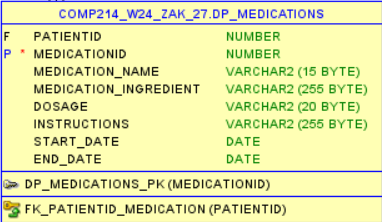 COMP214_W24_ZAK_27.DP_MEDICATIONS
F PATIENTID NUMBER
P * MEDICATIONID NUMBER
MEDICATION_NAME VARCHAR2 (15 BYTE)
MEDICATION_INGREDIENT VARCHAR2 (255 BYTE)
DOSAGE VARCHAR2 (20 BYTE)
INSTRUCTIONS VARCHAR2 (255 BYTE)
START_DATE DATE
END_DATE DATE
DP_MEDICATIONS_PK (MEDICATIONID)
FK_PATIENTID_MEDICATION (PATIENTID)